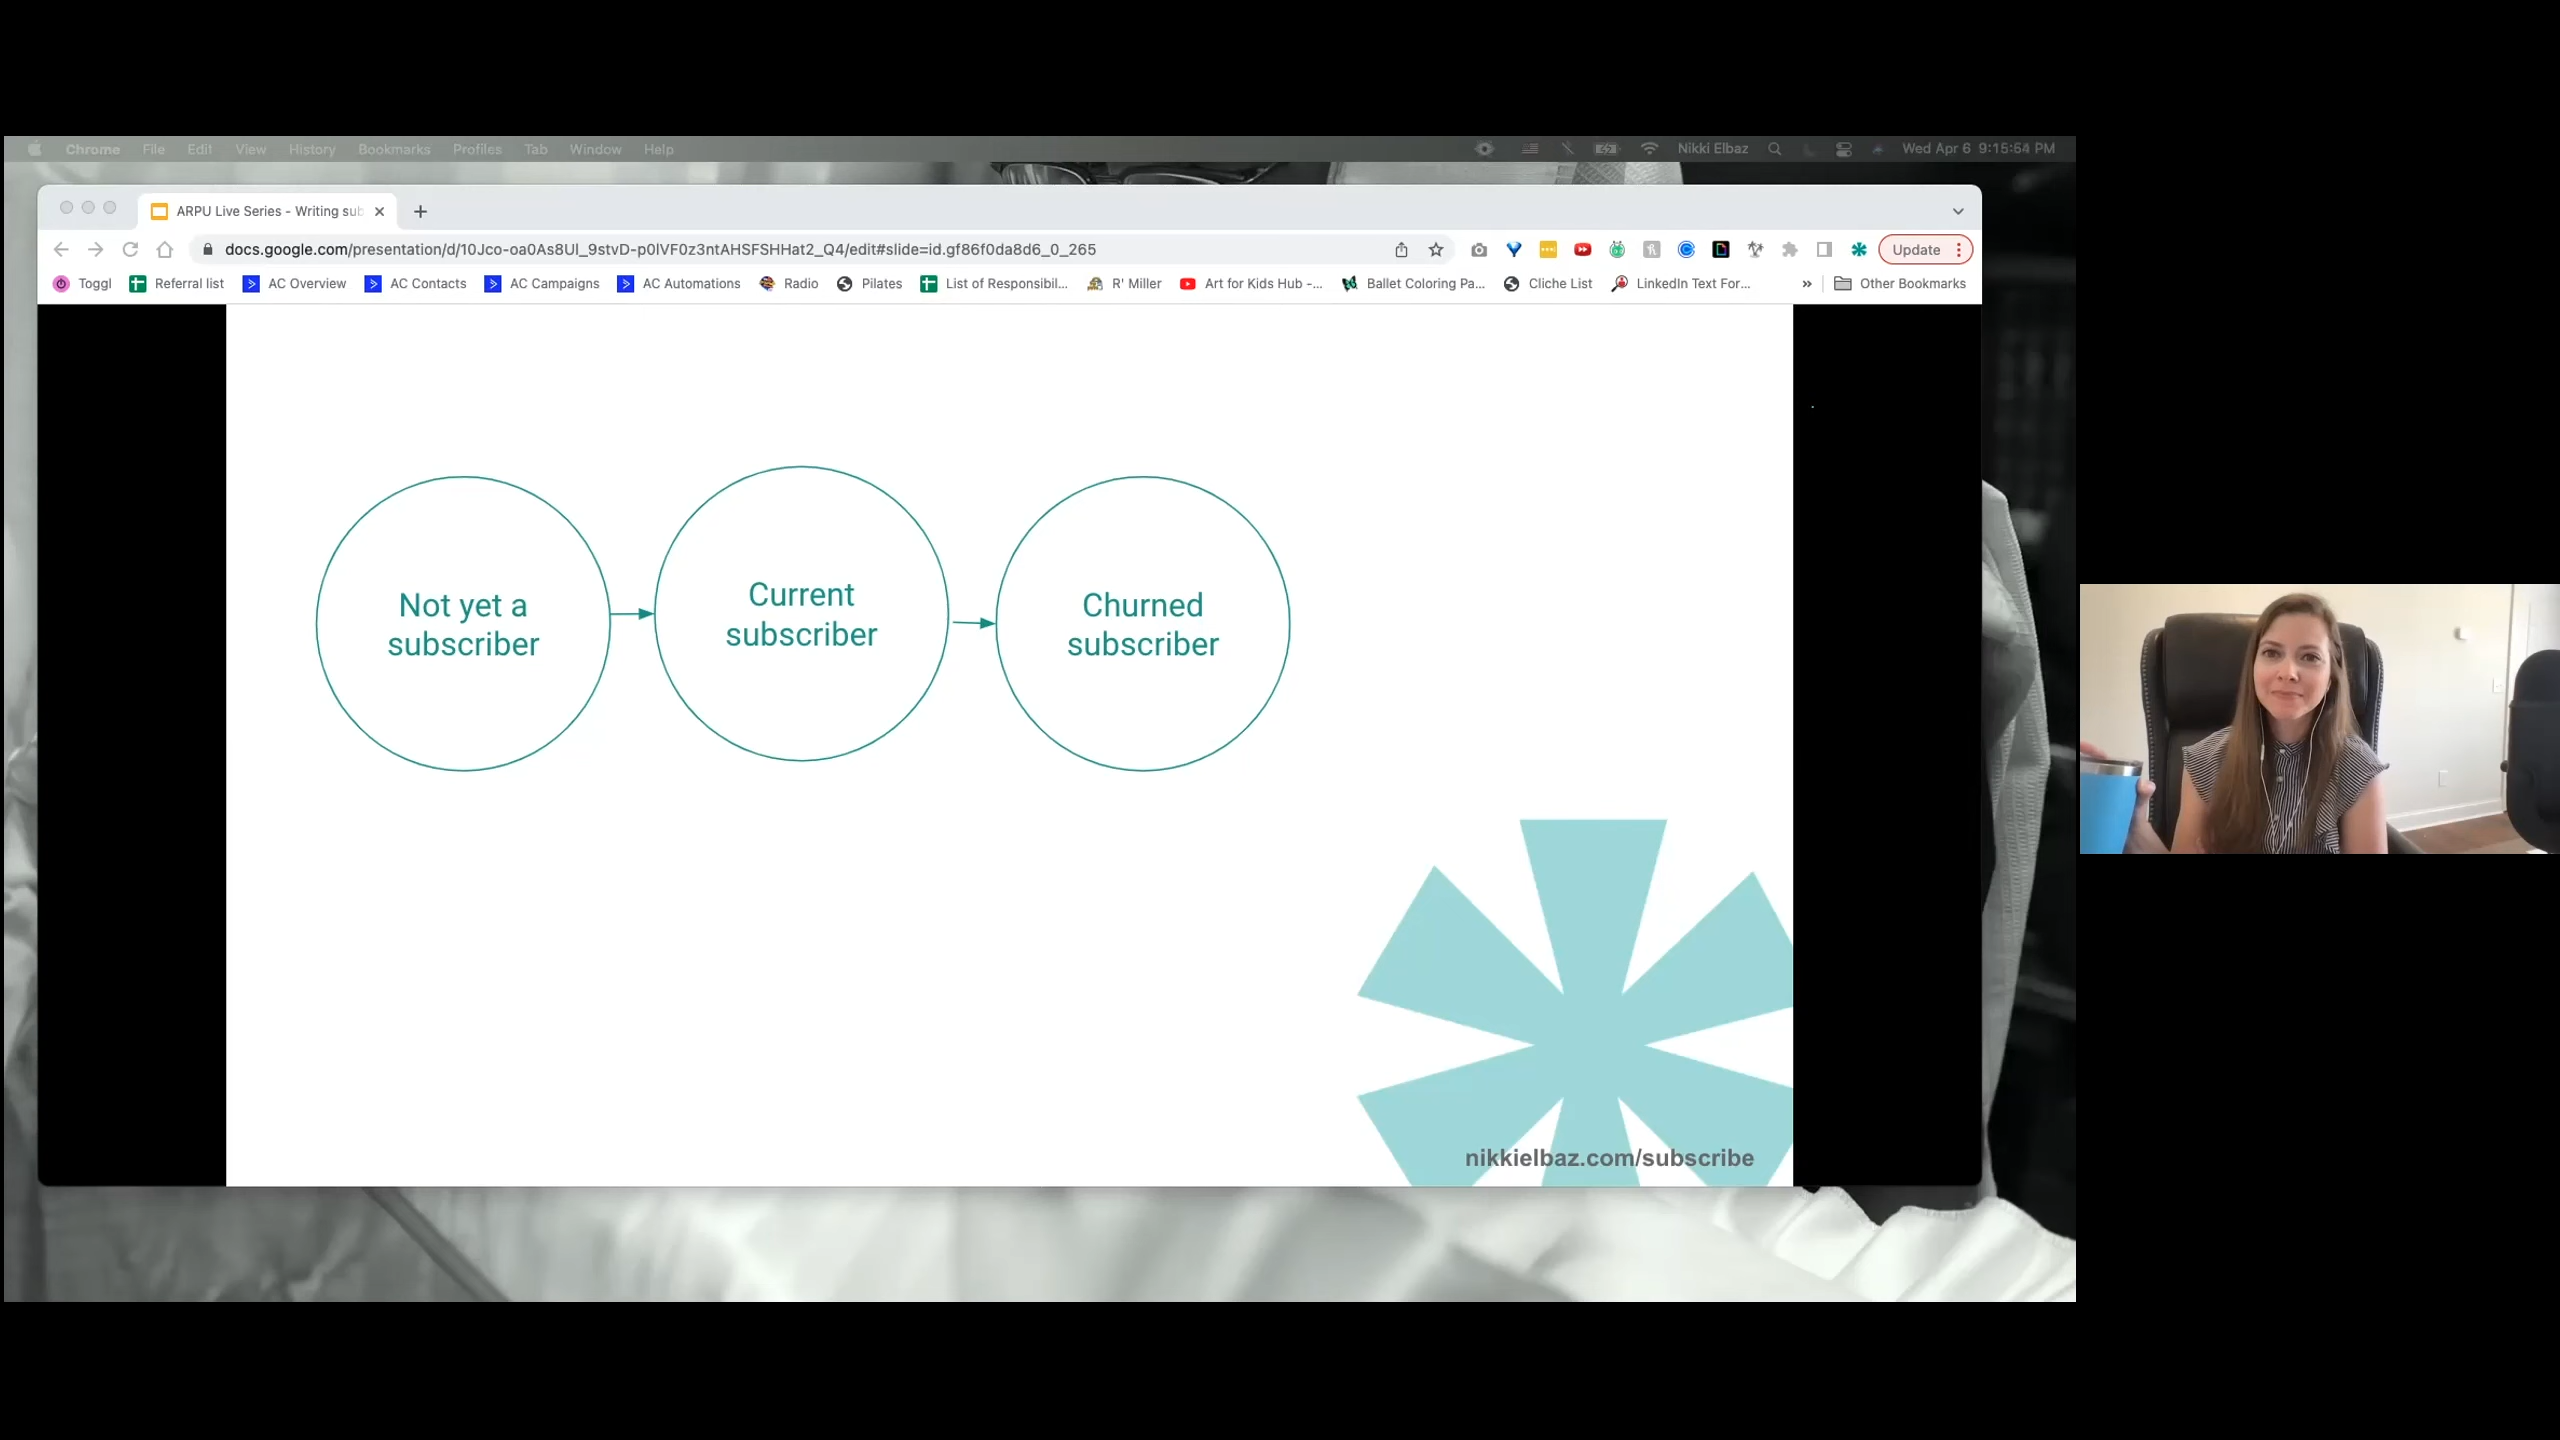 Chrome File Edit View History Bookmarks Profiles Tab Window Help Nikki Elbaz Wed Apr 6 9:15:54 PM
ARPU Live Series - Writing sub
docs.google.com/presentation/d/10Jco-oa0As8UI_9stvD-p0lVF0z3ntAHSFSHHat2_Q4/edit#slide=id.gf86f0da8d6_0_265 Update
Toggl Referral list AC Overview AC Contacts AC Campaigns AC Automations Radio Pilates List of Responsibil... R' Miller Art for Kids Hub -... Ballet Coloring Pa... Cliche List LinkedIn Text For... » Other Bookmarks
Not yet a
subscriber
Current
subscriber
Churned
subscriber
nikkielbaz.com/subscribe